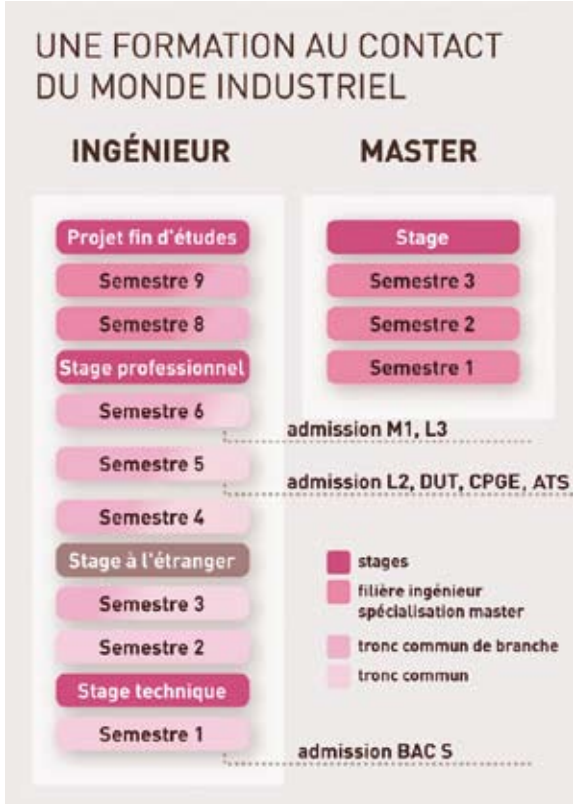 UNE FORMATION AU CONTACT
DU MONDE INDUSTRIEL
INGÉNIEUR
Projet fin d'études
Semestre 9
Semestre 8
Stage professionnel
Semestre 6
Semestre 5
Semestre 4
Stage à l'étranger
Semestre 3
Semestre 2
Stage technique
Semestre 1
MASTER
Stage
Semestre 3
Semestre 2
Semestre 1
admission M1, L3
admission L2, DUT, CPGE, ATS
stages
filière ingénieur
spécialisation master
tronc commun de branche
tronc commun
admission BAC S